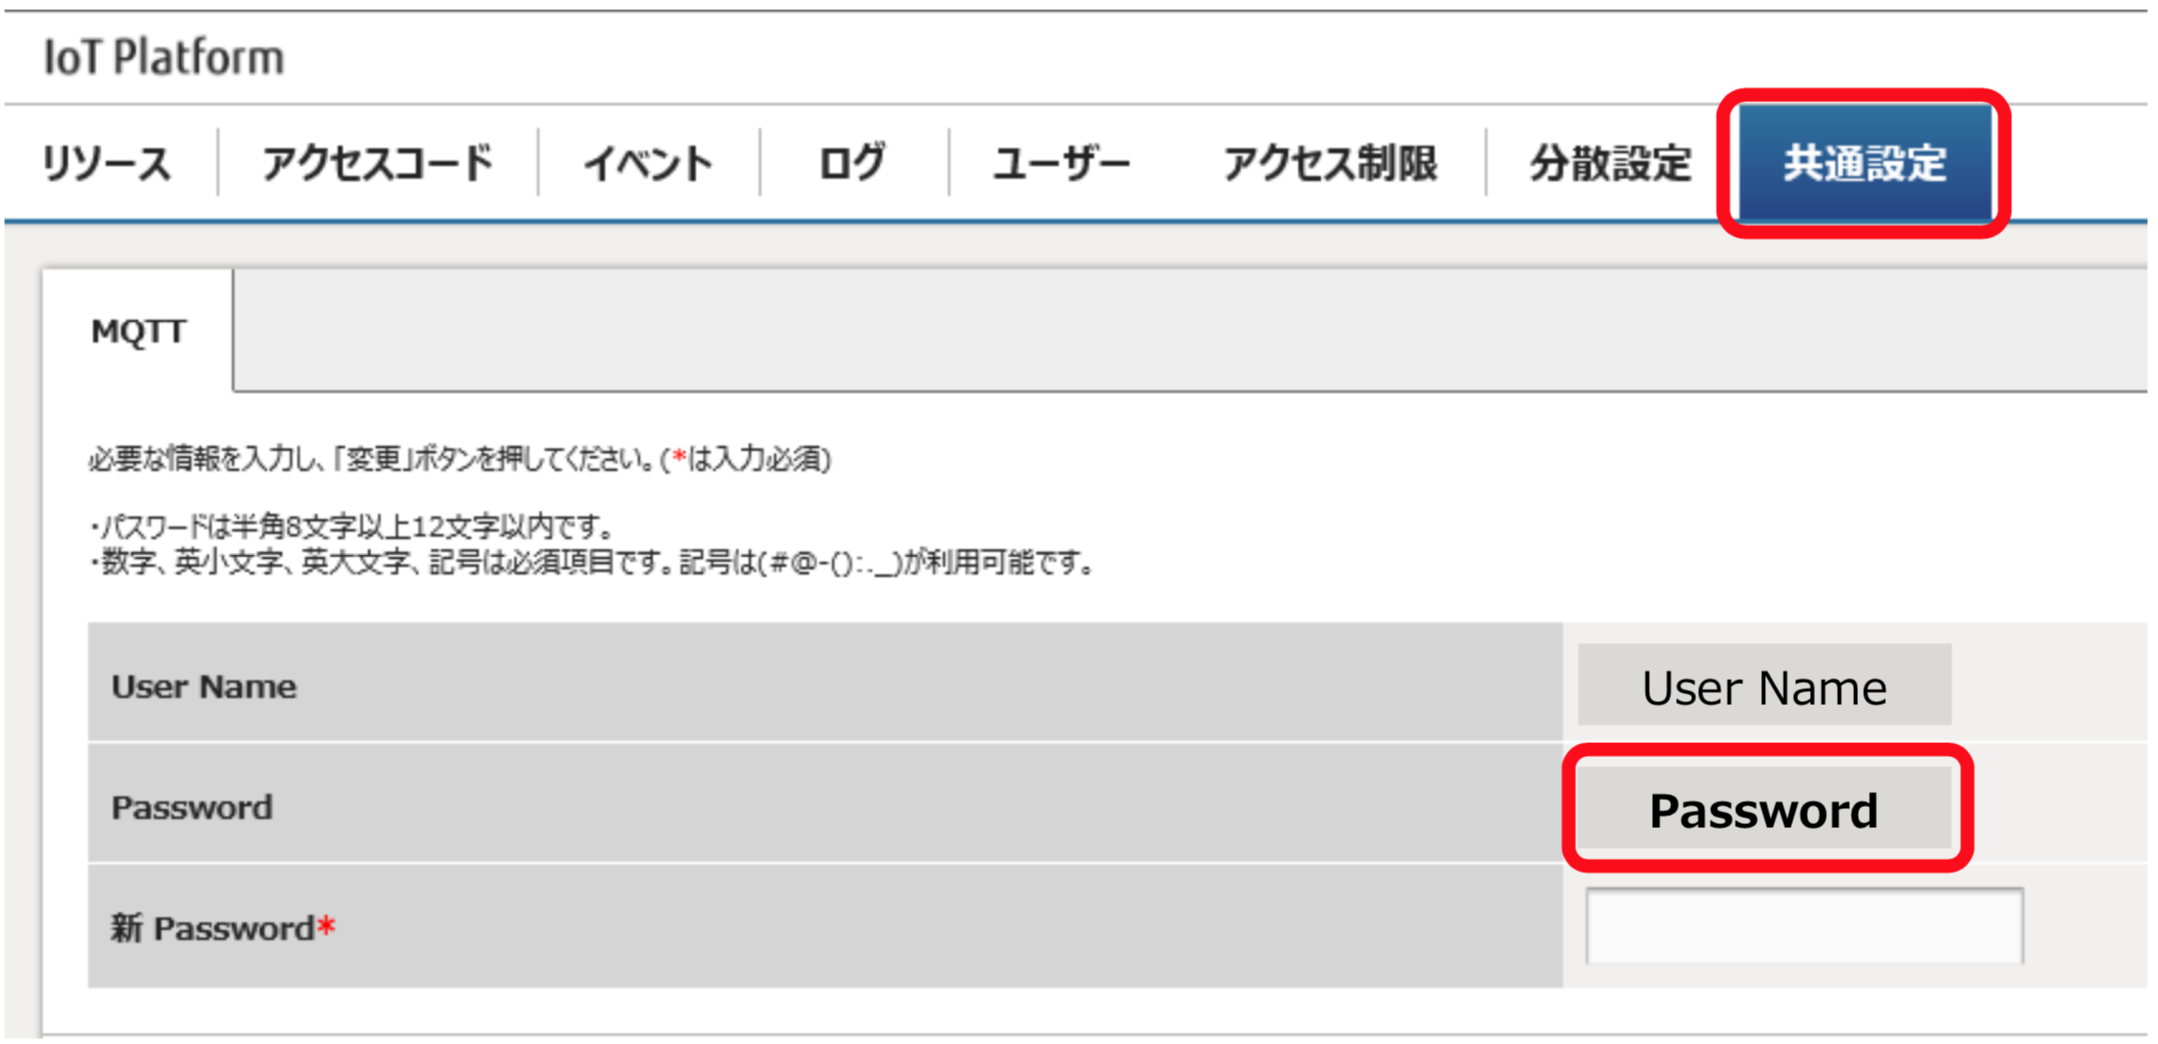 IoT Platform
リソース アクセスコード イベント ログ ユーザー アクセス制限 分散設定 共通設定
MQTT
必要な情報を入力し、「変更」ボタンを押してください。(*は入力必須)
・パスワードは半角8文字以上12文字以内です。
・数字、英小文字、英大文字、記号は必須項目です。記号は(#@-():._)が利用可能です。
User Name User Name
Password Password
新 Password*